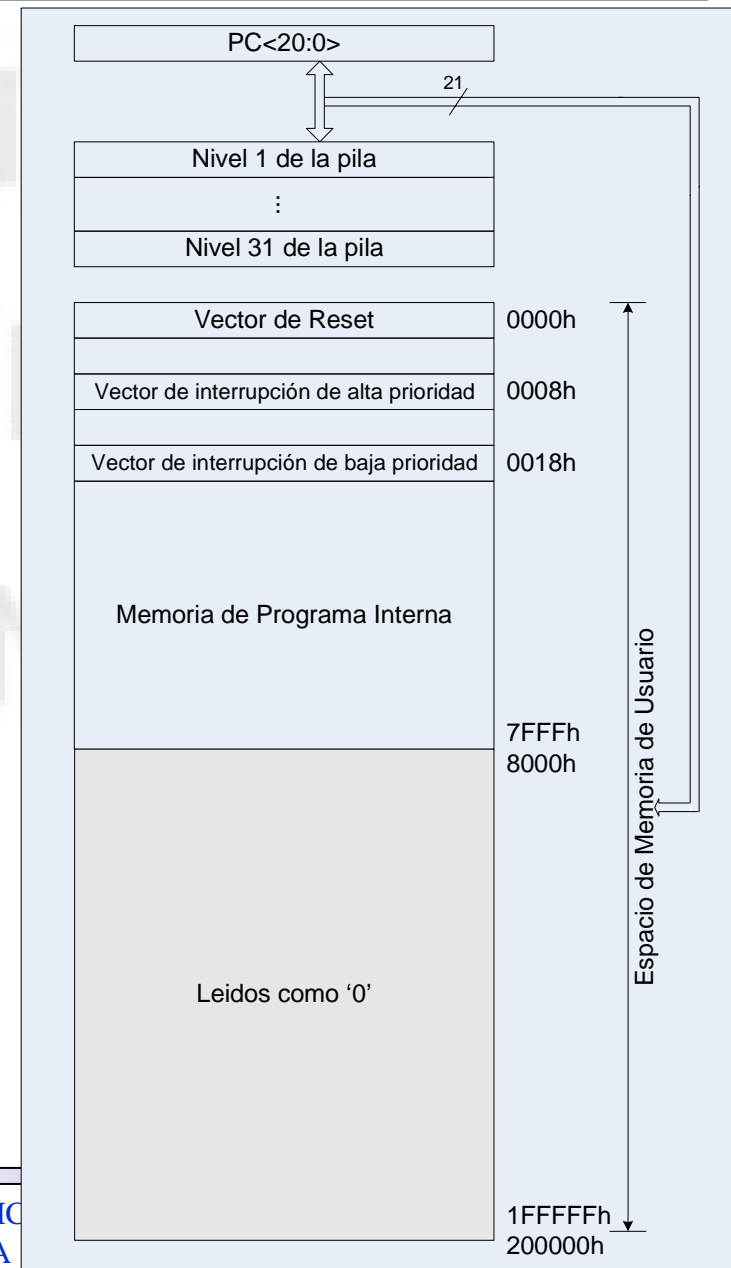 PC<20:0>
21
Nivel 1 de la pila
⋮
Nivel 31 de la pila
Vector de Reset 0000h
Vector de interrupción de alta prioridad 0008h
Vector de interrupción de baja prioridad 0018h
Memoria de Programa Interna
7FFFh
8000h
Espacio de Memoria de Usuario
Leidos como ‘0’
1FFFFFh
200000h